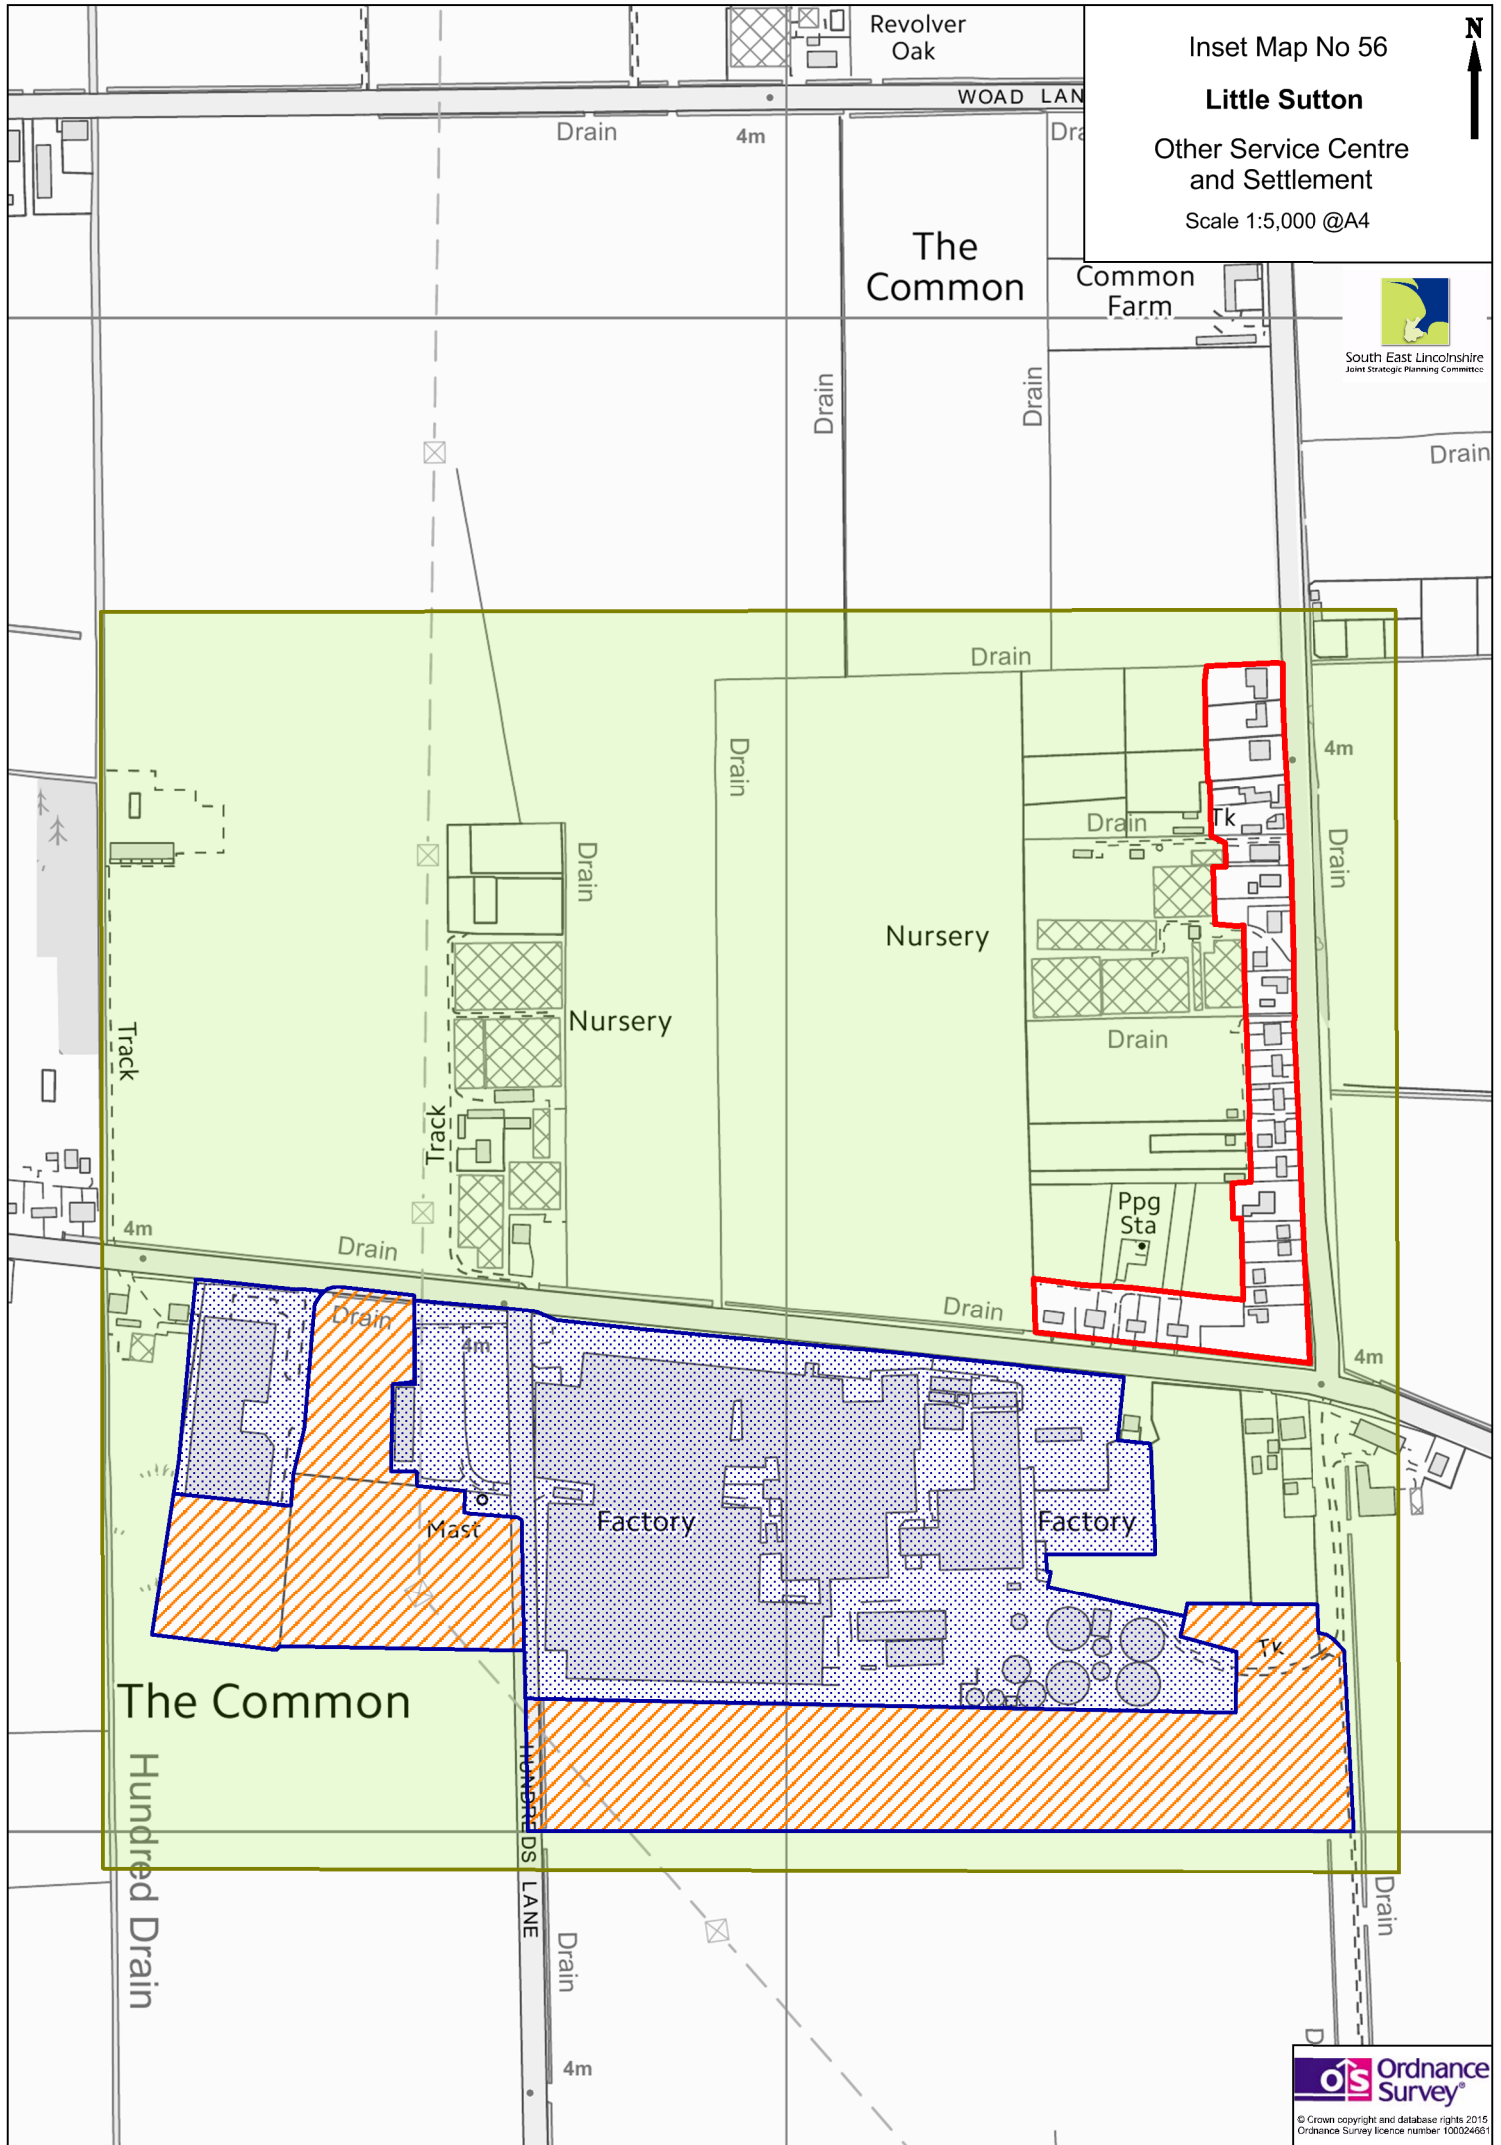 Revolver
Oak
Inset Map No 56
N
Little Sutton
Other Service Centre
and Settlement
Scale 1:5,000 @A4
WOAD LAN
Drain
4m
Dra
The
Common
Common
Farm
South East Lincolnshire
Joint Strategic Planning Committee
Drain
Drain
Drain
Drain
Drain
4m
Drain
Tk
Drain
Drain
Nursery
Nursery
Track
Drain
Track
Ppg
Sta
4m
Drain
Drain
Drain
4m
4m
Mast
Factory
Factory
Tk
The Common
Hundred Drain
HUNDREDS LANE
Drain
Drain
4m
D
OS Ordnance
Survey®
© Crown copyright and database rights 2015
Ordnance Survey licence number 100024661